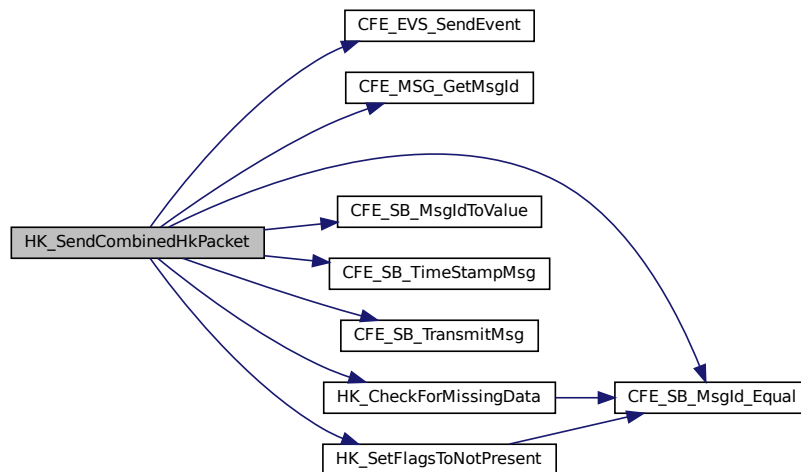 CFE_EVS_SendEvent
CFE_MSG_GetMsgId
HK_SendCombinedHkPacket
CFE_SB_MsgIdToValue
CFE_SB_TimeStampMsg
CFE_SB_TransmitMsg
HK_CheckForMissingData
CFE_SB_MsgId_Equal
HK_SetFlagsToNotPresent